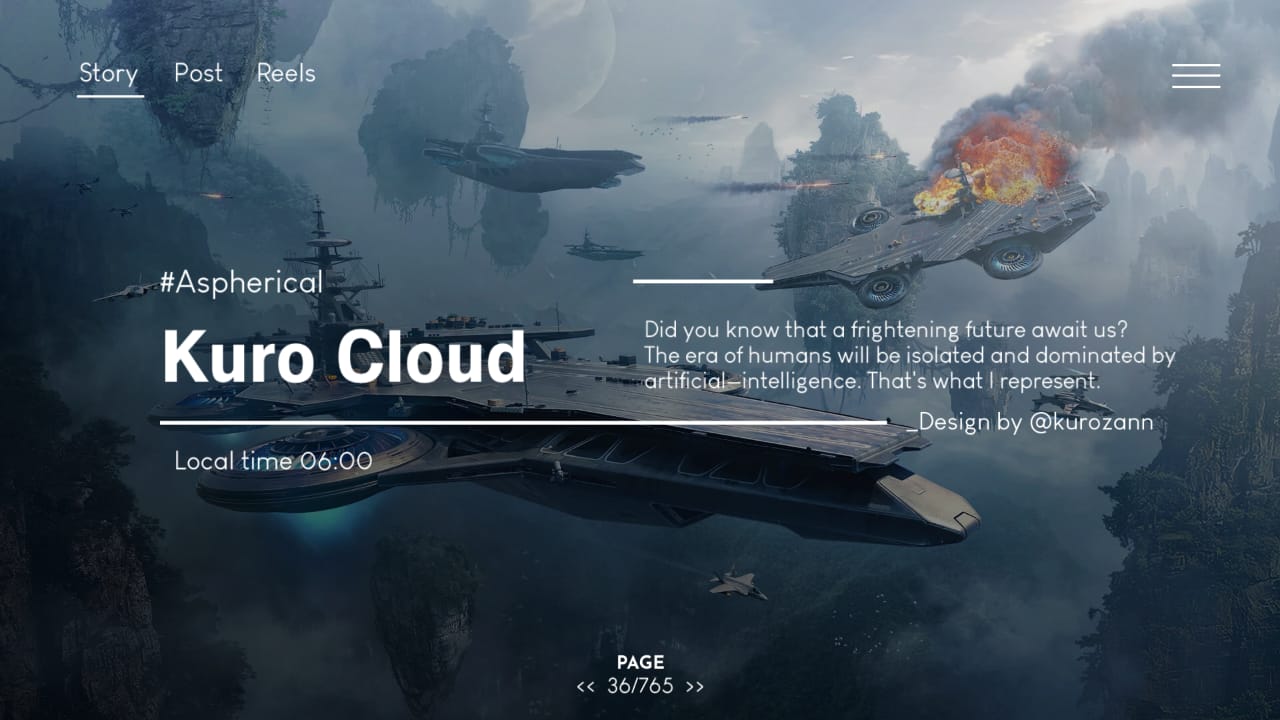 Story Post Reels
#Aspherical
Kuro Cloud
Did you know that a frightening future await us?
The era of humans will be isolated and dominated by
artificial-intelligence. That's what I represent.
_Design by @kurozann
Local time 06:00
PAGE
<< 36/765 >>